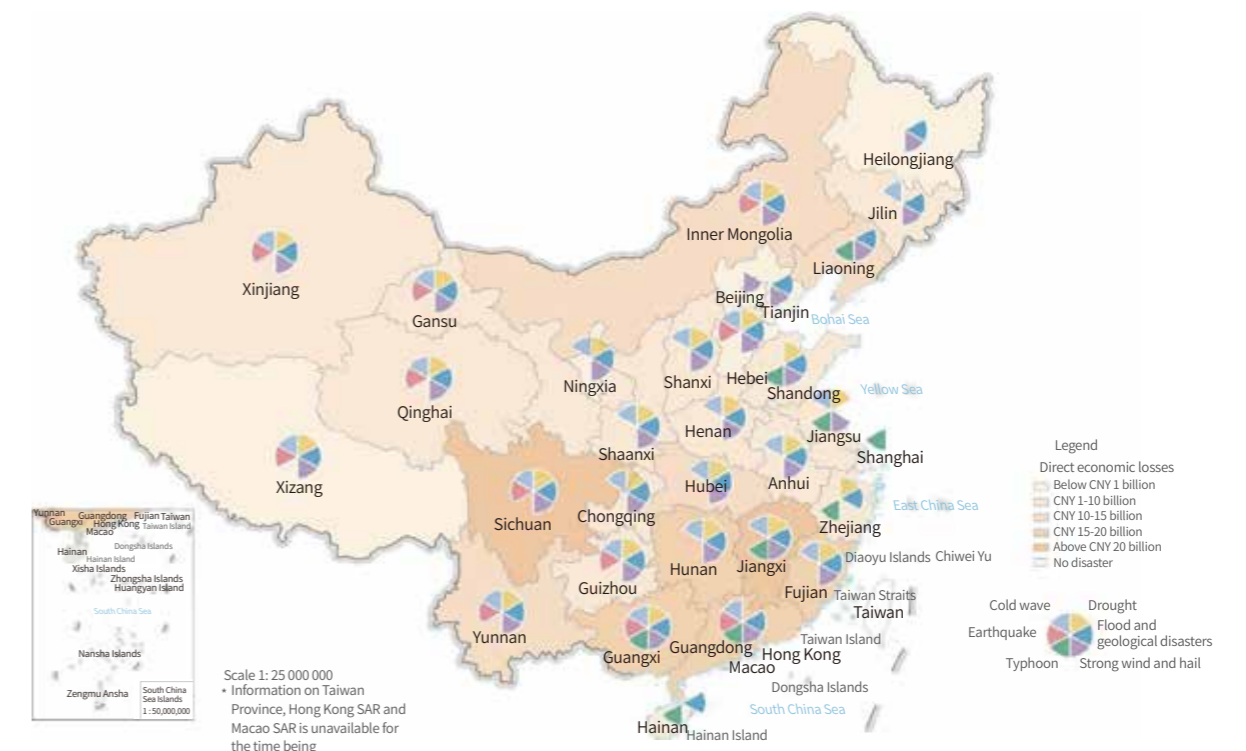 Heilongjiang
Jilin
Inner Mongolia
Liaoning
Xinjiang
Beijing
Tianjin
Bohai Sea
Gansu
Ningxia
Shanxi
Hebei
Shandong
Yellow Sea
Qinghai
Henan
Jiangsu
Shaanxi
Shanghai
Xizang
Hubei
Anhui
Sichuan
Chongqing
Zhejiang
East China Sea
Hunan
Jiangxi
Diaoyu Islands Chiwei Yu
Guizhou
Fujian
Taiwan Straits
Taiwan
Yunnan
Guangxi
Guangdong
Taiwan Island
Hong Kong
Macao
Dongsha Islands
South China Sea
Hainan
Hainan Island
Legend
Direct economic losses
Below CNY 1 billion
CNY 1-10 billion
CNY 10-15 billion
CNY 15-20 billion
Above CNY 20 billion
No disaster
Cold wave
Drought
Earthquake
Flood and
geological disasters
Typhoon
Strong wind and hail
Yunnan
Guangxi
Guangdong
Fujian Taiwan
Hong Kong
Taiwan Island
Macao
Dongsha Islands
Hainan
Hainan Island
Xisha Islands
Zhongsha Islands
Huangyan Island
South China Sea
Nansha Islands
Zengmu Ansha
South China
Sea Islands
1 : 50,000,000
Scale 1: 25 000 000
• Information on Taiwan
Province, Hong Kong SAR and
Macao SAR is unavailable for
the time being